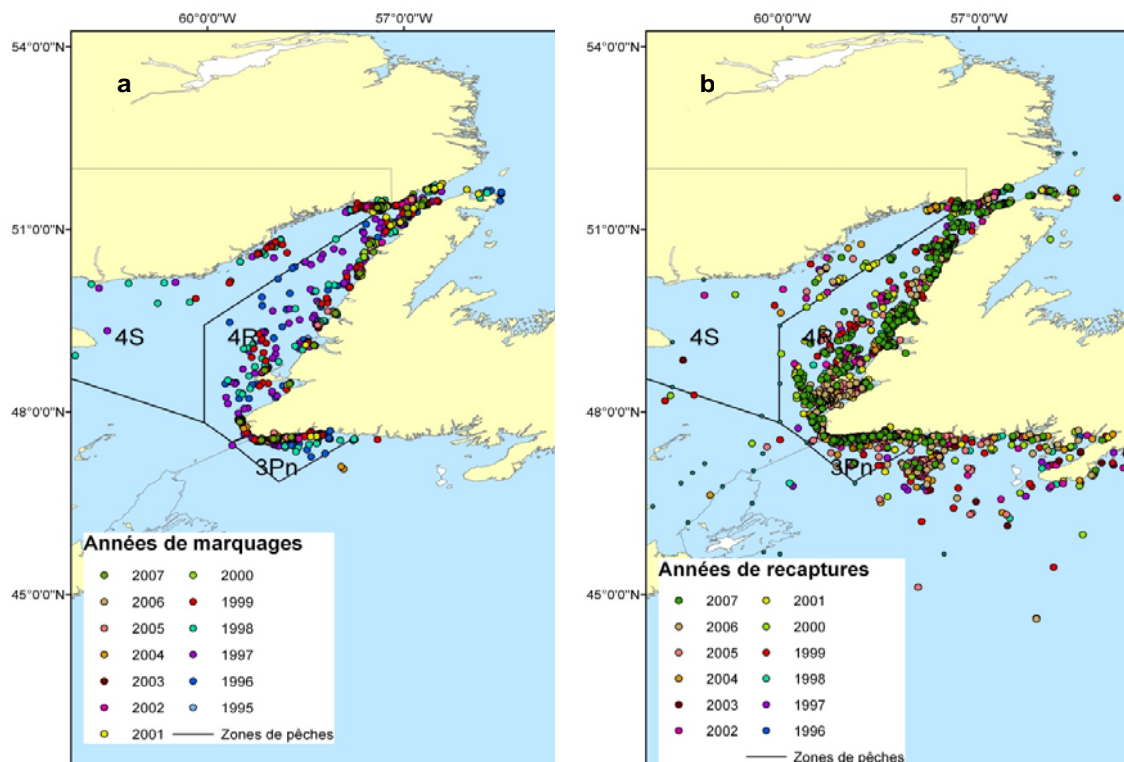 60°0'0"W 57°0'0"W
54°0'0"N
a
51°0'0"N
4S 4R
48°0'0"N
3Pn
45°0'0"N
Années de marquages
2007 2000
2006 1999
2005 1998
2004 1997
2003 1996
2002 1995
2001 Zones de pêches
60°0'0"W 57°0'0"W
54°0'0"N
b
51°0'0"N
4S 4R
48°0'0"N
3Pn
45°0'0"N
Années de recaptures
2007 2001
2006 2000
2005 1999
2004 1998
2003 1997
2002 1996
Zones de pêches